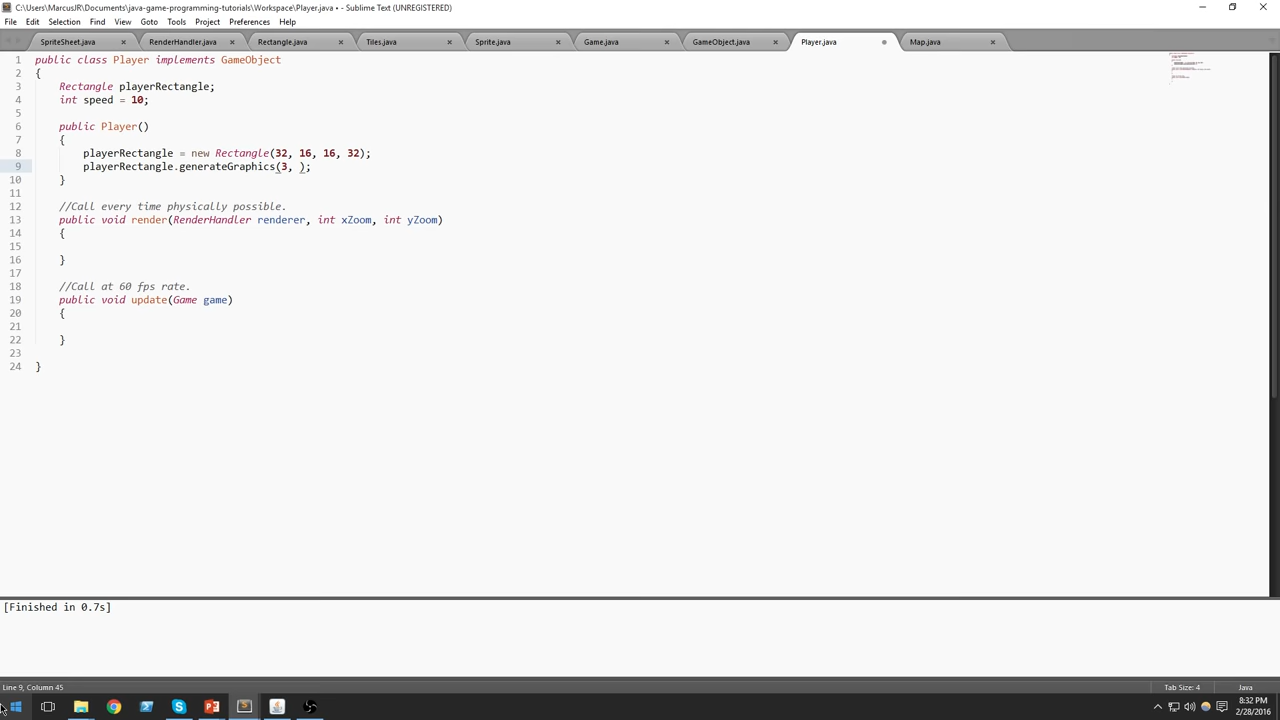 C:\Users\MarcusJR\Documents\java-game-programming-tutorials\Workspace\Player.java • - Sublime Text (UNREGISTERED)
File Edit Selection Find View Goto Tools Project Preferences Help
SpriteSheet.java RenderHandler.java Rectangle.java Tiles.java Sprite.java Game.java GameObject.java Player.java Map.java
1 public class Player implements GameObject
2 {
3 Rectangle playerRectangle;
4 int speed = 10;
5
6 public Player()
7 {
8 playerRectangle = new Rectangle(32, 16, 16, 32);
9 playerRectangle.generateGraphics(3, );
10 }
11
12 //Call every time physically possible.
13 public void render(RenderHandler renderer, int xZoom, int yZoom)
14 {
15
16 }
17
18 //Call at 60 fps rate.
19 public void update(Game game)
20 {
21
22 }
23
24 }
[Finished in 0.7s]
Line 9, Column 45 Tab Size: 4 Java
8:32 PM
2/28/2016